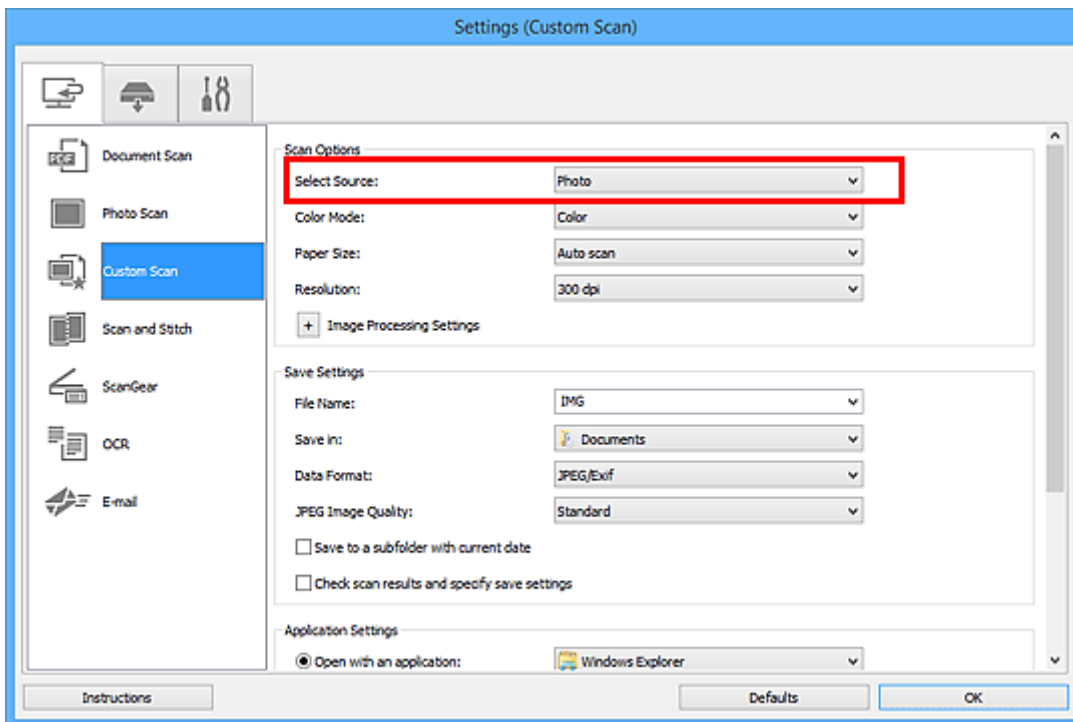 Settings (Custom Scan)
Document Scan
Photo Scan
Custom Scan
Scan and Stitch
ScanGear
OCR
E-mail
Scan Options
Select Source: Photo
Color Mode: Color
Paper Size: Auto scan
Resolution: 300 dpi
+ Image Processing Settings
Save Settings
File Name: IMG
Save in: Documents
Data Format: JPEG/Exif
JPEG Image Quality: Standard
Save to a subfolder with current date
Check scan results and specify save settings
Application Settings
Open with an application: Windows Explorer
Instructions Defaults OK